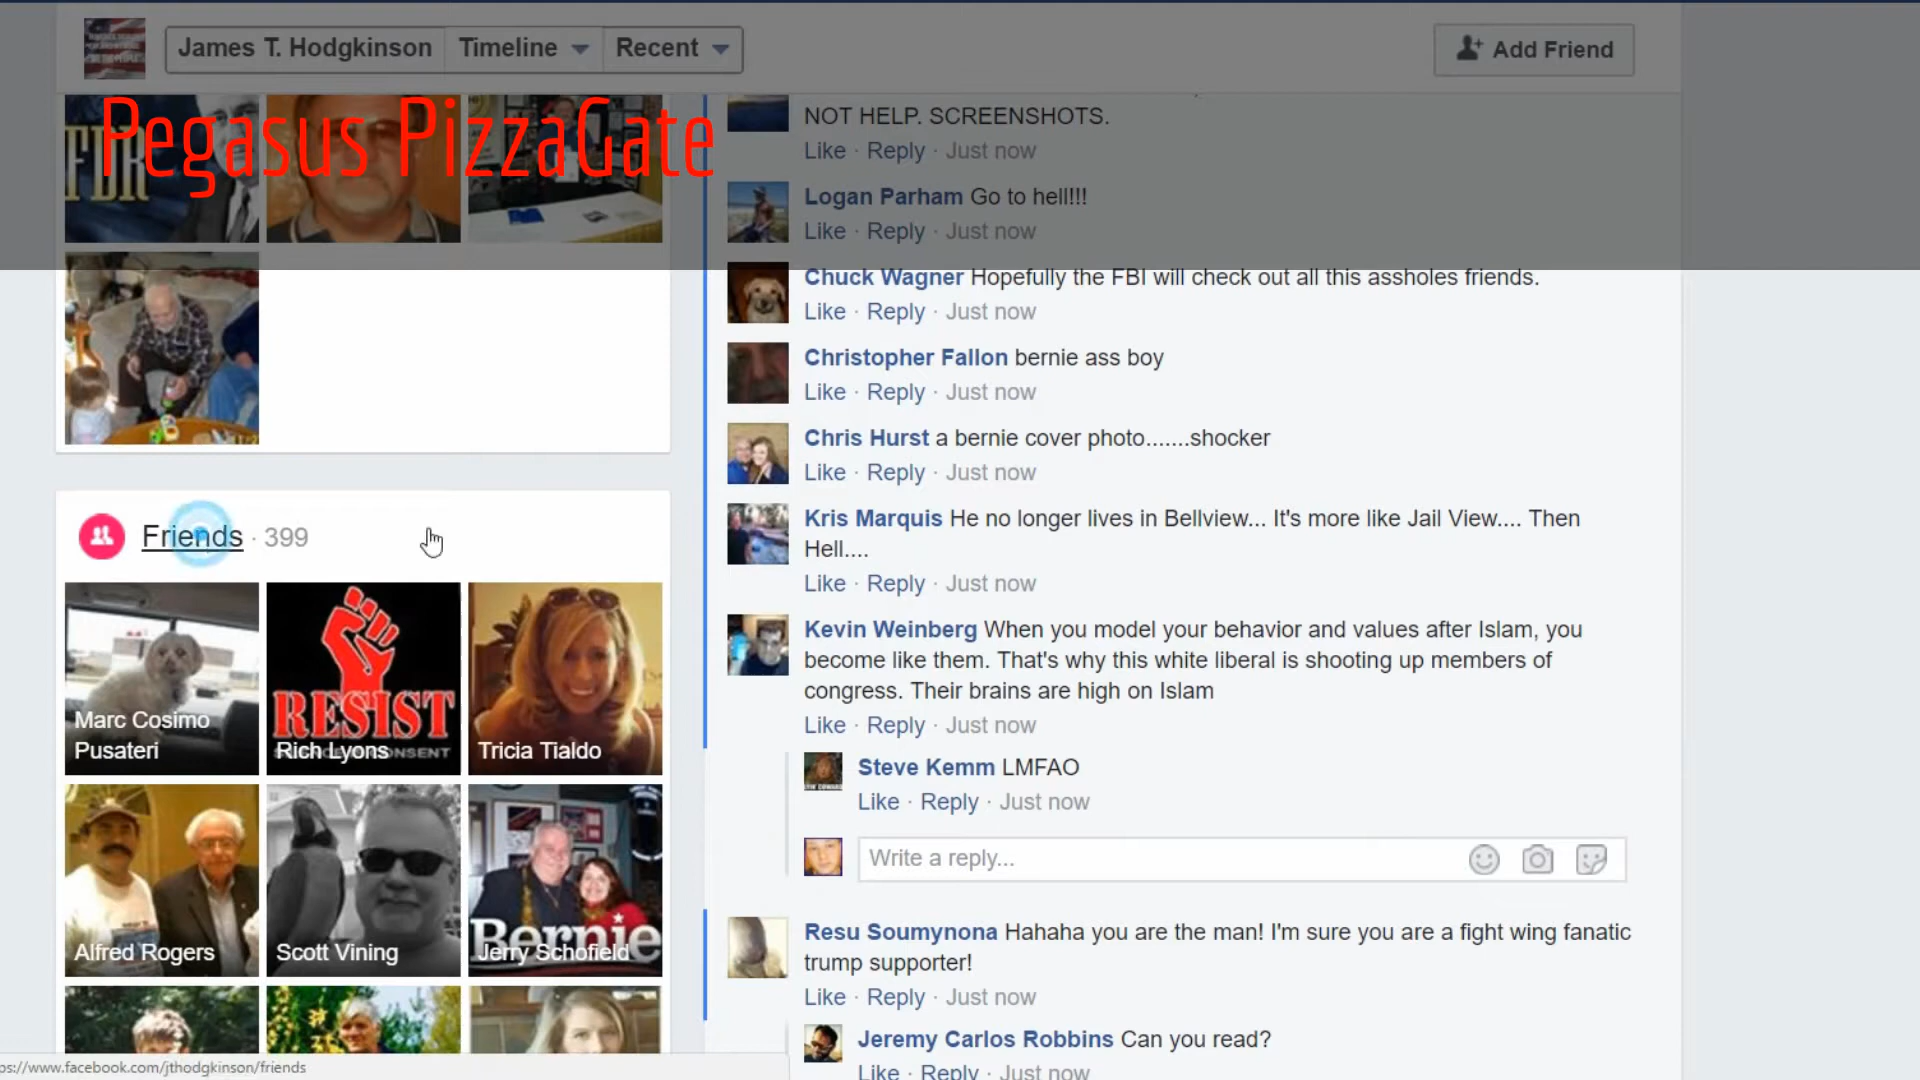 James T. Hodgkinson Timeline Recent
Add Friend
Pegasus PizzaGate
FDR
NOT HELP. SCREENSHOTS.
Like · Reply · Just now
Logan Parham Go to hell!!!
Like · Reply · Just now
Chuck Wagner Hopefully the FBI will check out all this assholes friends.
Like · Reply · Just now
Christopher Fallon bernie ass boy
Like · Reply · Just now
Chris Hurst a bernie cover photo.......shocker
Like · Reply · Just now
Friends · 399
Kris Marquis He no longer lives in Bellview... It's more like Jail View.... Then
Hell....
Like · Reply · Just now
Marc Cosimo
Pusateri
RESIST
Rich Lyons
Tricia Tialdo
Kevin Weinberg When you model your behavior and values after Islam, you
become like them. That's why this white liberal is shooting up members of
congress. Their brains are high on Islam
Like · Reply · Just now
Steve Kemm LMFAO
Like · Reply · Just now
Write a reply...
Alfred Rogers
Scott Vining
Bernie
Jerry Schofield
Resu Soumynona Hahaha you are the man! I'm sure you are a fight wing fanatic
trump supporter!
Like · Reply · Just now
Jeremy Carlos Robbins Can you read?
Like · Reply · Just now
ps://www.facebook.com/jthodgkinson/friends